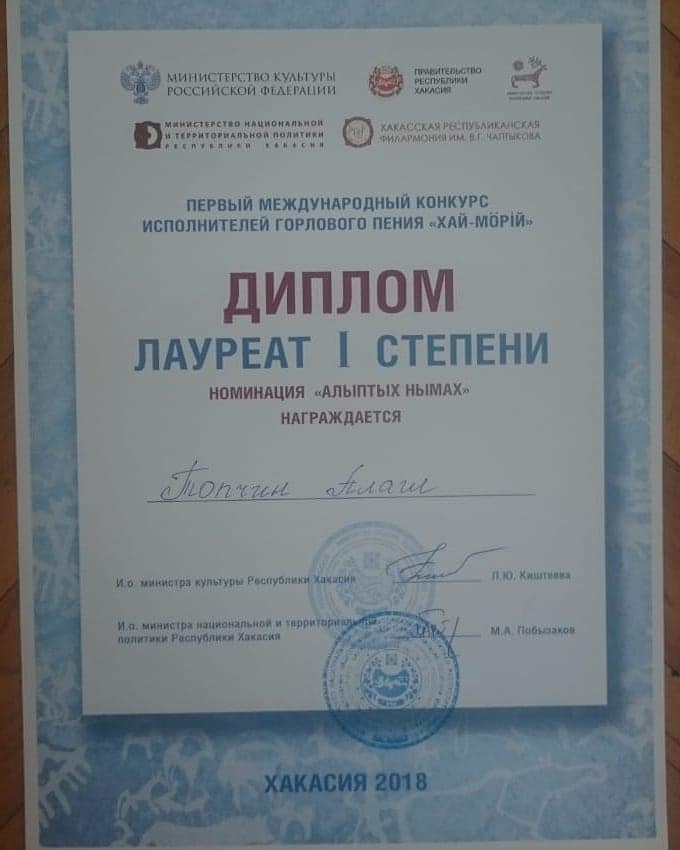 МИНИСТЕРСТВО КУЛЬТУРЫ
РОССИЙСКОЙ ФЕДЕРАЦИИ
ПРАВИТЕЛЬСТВО
РЕСПУБЛИКИ
ХАКАСИЯ
МИНИСТЕРСТВО НАЦИОНАЛЬНОЙ
И ТЕРРИТОРИАЛЬНОЙ ПОЛИТИКИ
РЕСПУБЛИКИ ХАКАСИЯ
ХАКАССКАЯ РЕСПУБЛИКАНСКАЯ
ФИЛАРМОНИЯ ИМ. В.Г. ЧАПТЫКОВА
ПЕРВЫЙ МЕЖДУНАРОДНЫЙ КОНКУРС
ИСПОЛНИТЕЛЕЙ ГОРЛОВОГО ПЕНИЯ «ХАЙ-МӦРIЙ»
ДИПЛОМ
ЛАУРЕАТ I СТЕПЕНИ
НОМИНАЦИЯ «АЛЫПТЫХ НЫМАХ»
НАГРАЖДАЕТСЯ
Топчин Алаш
И.о. министра культуры Республики Хакасия Л.Ю. Киштеева
И.о. министра национальной и территориальной
политики Республики Хакасия М.А. Побызаков
ХАКАСИЯ 2018